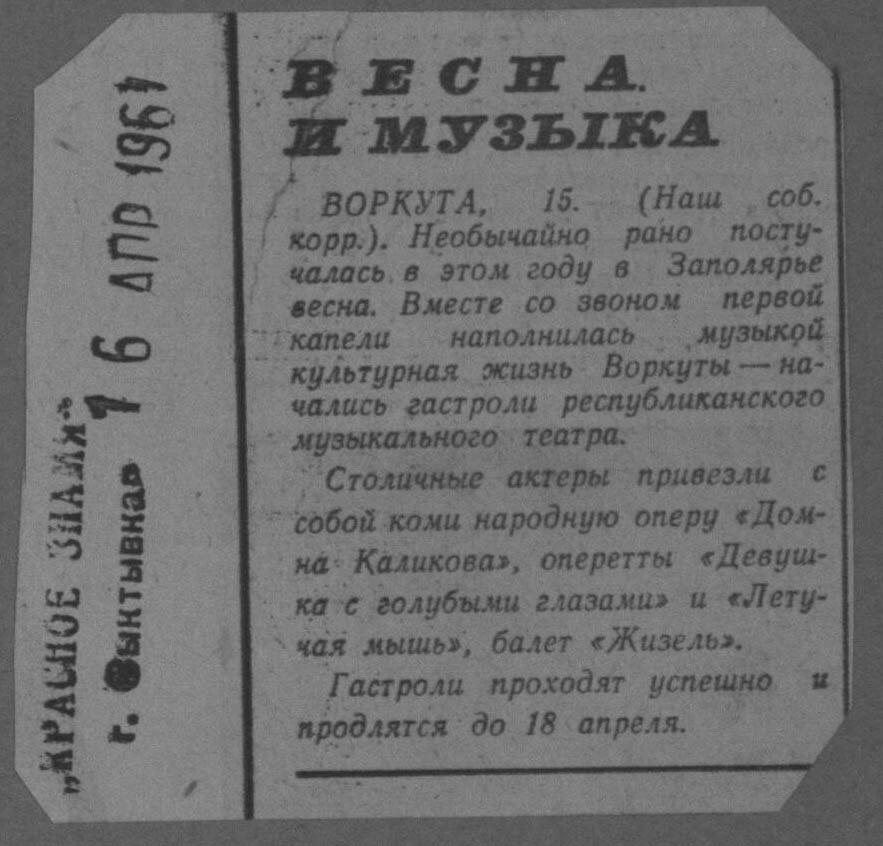 „КРАСНОЕ ЗНАМЯ“
г. Сыктывкар
16 АПР 1967
ВЕСНА
И МУЗЫКА
ВОРКУТА, 15. (Наш соб.
корр.). Необычайно рано посту-
чалась в этом году в Заполярье
весна. Вместе со звоном первой
капели наполнилась музыкой
культурная жизнь Воркуты — на-
чались гастроли республиканского
музыкального театра.
Столичные актеры привезли с
собой коми народную оперу «Дом-
на Каликова», оперетты «Девуш-
ка с голубыми глазами» и «Лету-
чая мышь», балет «Жизель».
Гастроли проходят успешно и
продлятся до 18 апреля.